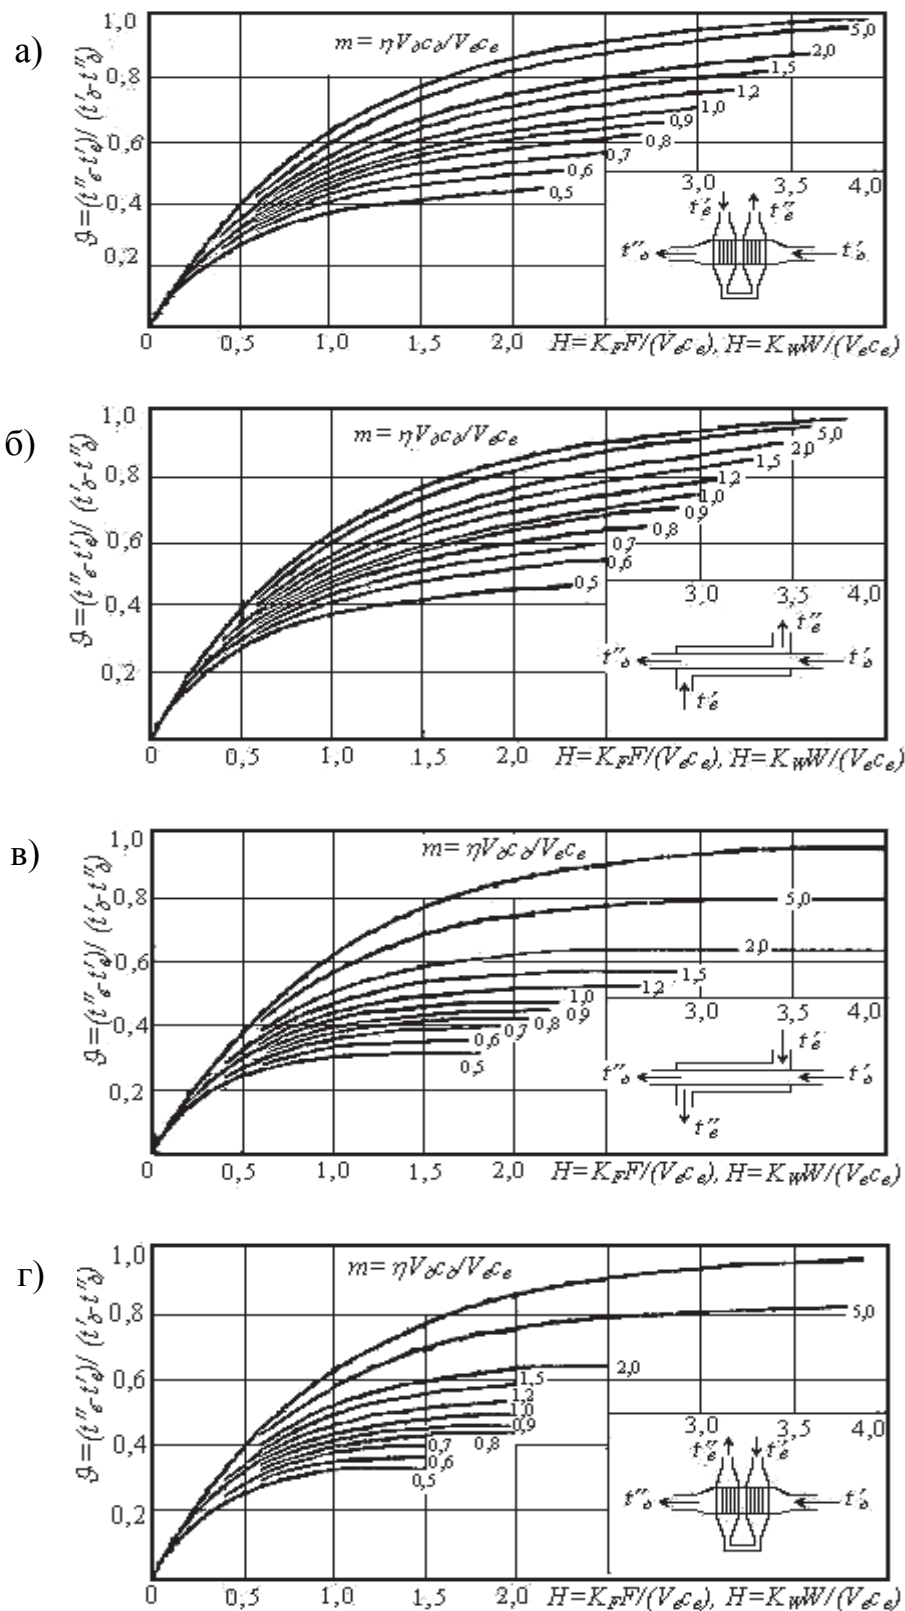 а)
ϑ=(t″в-t′в)/(t′д-t″д)
m = ηVдcд/Vвcв
1,0
0,8
0,6
0,4
0,2
5,0
2,0
1,5
1,2
1,0
0,9
0,8
0,7
0,6
0,5
3,0
3,5
4,0
t′в
t″в
t″д
t′д
0
0,5
1,0
1,5
2,0
H=KFF/(Vвcв), H=KWW/(Vвcв)
б)
ϑ=(t″в-t′в)/(t′д-t″д)
m = ηVдcд/Vвcв
1,0
0,8
0,6
0,4
0,2
5,0
2,0
1,5
1,2
1,0
0,9
0,8
0,7
0,6
0,5
3,0
3,5
4,0
t″в
t″д
t′д
t′в
0
0,5
1,0
1,5
2,0
H=KFF/(Vвcв), H=KWW/(Vвcв)
в)
ϑ=(t″в-t′в)/(t′д-t″д)
m = ηVдcд/Vвcв
1,0
0,8
0,6
0,4
0,2
5,0
2,0
1,5
1,2
1,0
0,9
0,8
0,7
0,6
0,5
3,0
3,5
4,0
t′в
t″д
t′д
t″в
0
0,5
1,0
1,5
2,0
H=KFF/(Vвcв), H=KWW/(Vвcв)
г)
ϑ=(t″в-t′в)/(t′д-t″д)
m = ηVдcд/Vвcв
1,0
0,8
0,6
0,4
0,2
5,0
2,0
1,5
1,2
1,0
0,9
0,8
0,7
0,6
0,5
3,0
3,5
4,0
t″в
t′в
t″д
t′д
0
0,5
1,0
1,5
2,0
H=KFF/(Vвcв), H=KWW/(Vвcв)